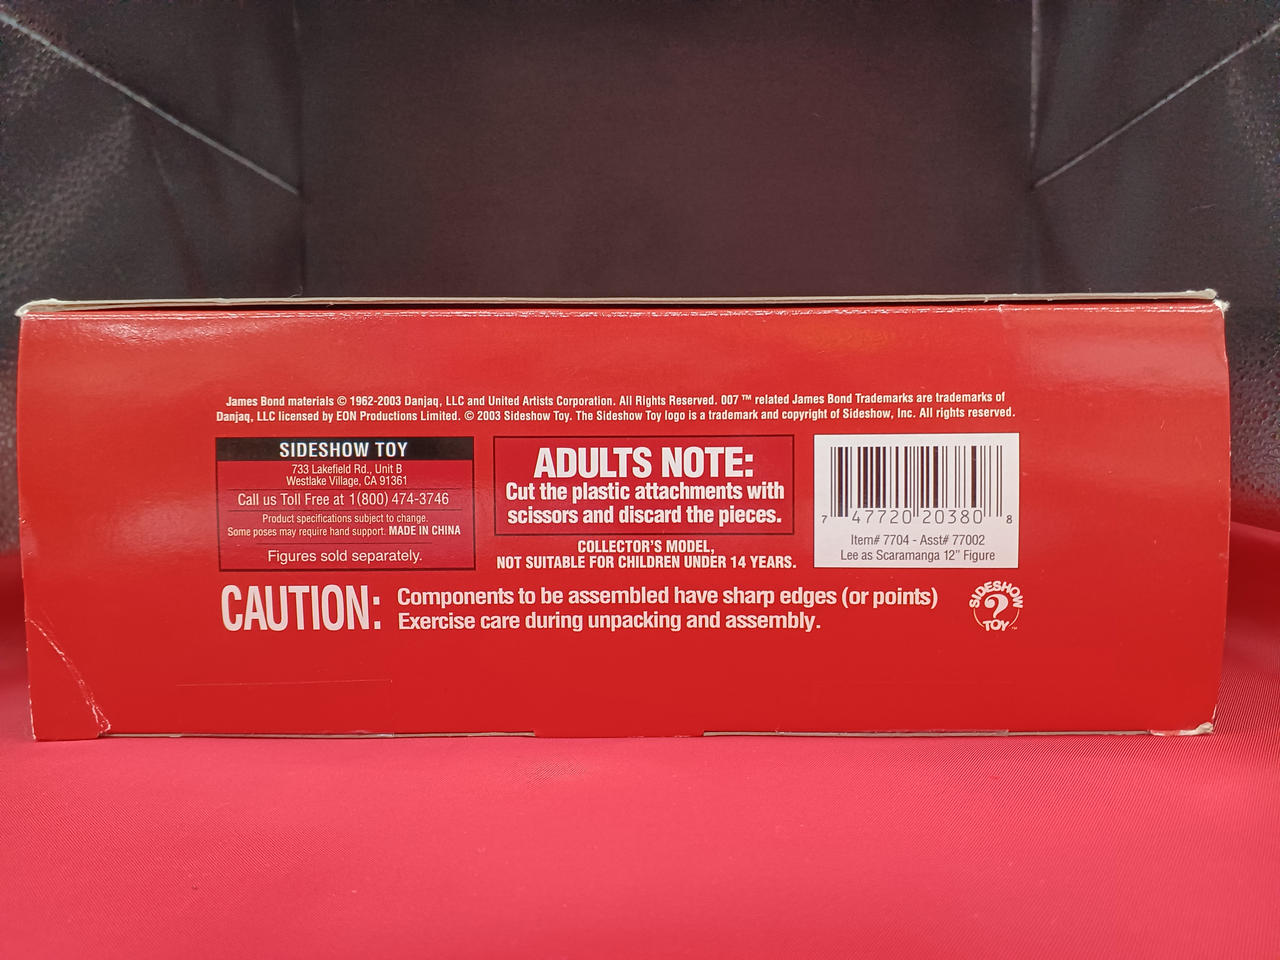 James Bond materials © 1962-2003 Danjaq, LLC and United Artists Corporation. All Rights Reserved. 007 ™ related James Bond Trademarks are trademarks of
Danjaq, LLC licensed by EON Productions Limited. © 2003 Sideshow Toy. The Sideshow Toy logo is a trademark and copyright of Sideshow, Inc. All rights reserved.
SIDESHOW TOY
733 Lakefield Rd., Unit B
Westlake Village, CA 91361
Call us Toll Free at 1(800) 474-3746
Product specifications subject to change.
Some poses may require hand support. MADE IN CHINA
Figures sold separately.
ADULTS NOTE:
Cut the plastic attachments with
scissors and discard the pieces.
COLLECTOR'S MODEL,
NOT SUITABLE FOR CHILDREN UNDER 14 YEARS.
7 47720 20380 8
Item# 7704 - Asst# 77002
Lee as Scaramanga 12" Figure
CAUTION: Components to be assembled have sharp edges (or points)
Exercise care during unpacking and assembly.
SIDESHOW
?
TOY ™